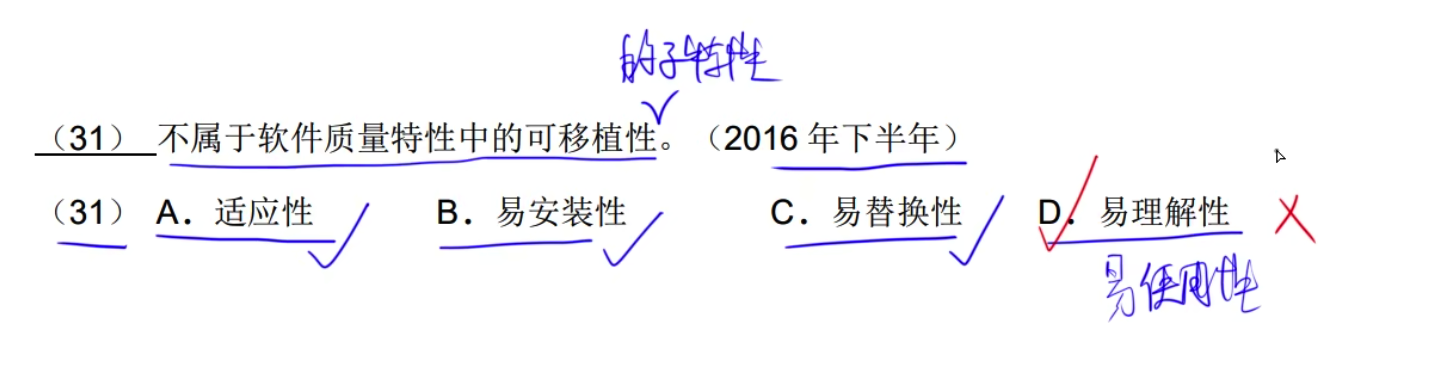 的子特性
（31） 不属于软件质量特性中的可移植性。（2016 年下半年）
（31） A．适应性 B．易安装性 C．易替换性 D．易理解性
易使用性